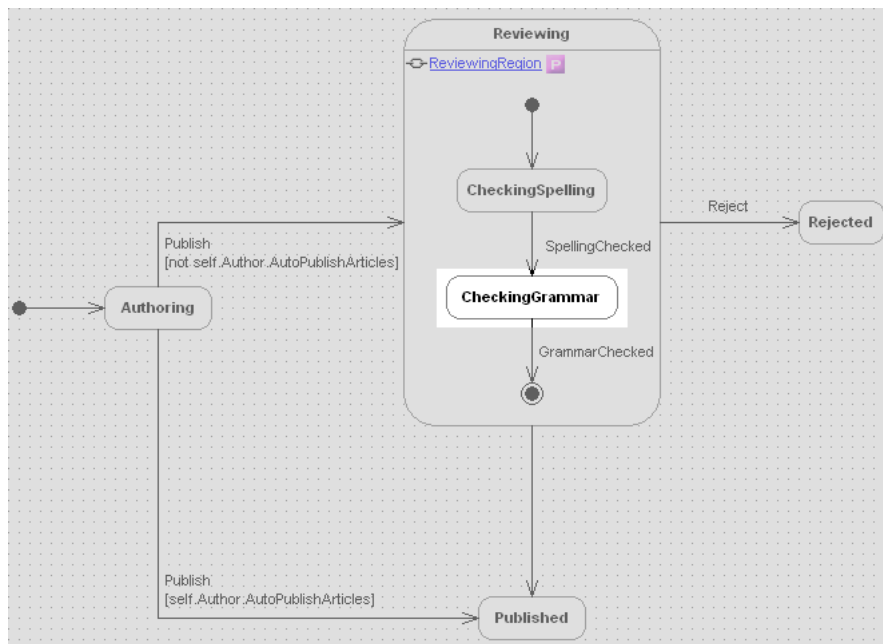 Reviewing
ReviewingRegion P
CheckingSpelling
Reject
Rejected
Publish
[not self.Author.AutoPublishArticles]
SpellingChecked
CheckingGrammar
Authoring
GrammarChecked
Publish
[self.Author.AutoPublishArticles]
Published